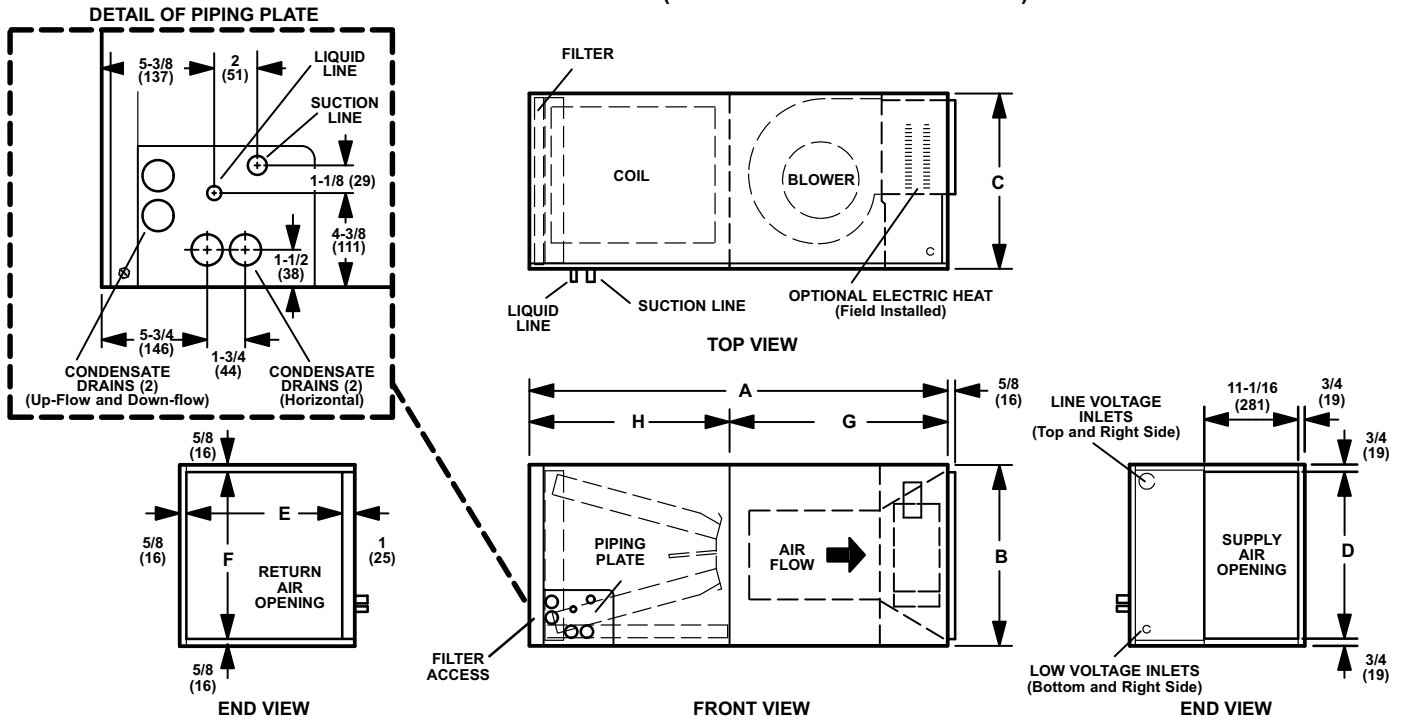 DETAIL OF PIPING PLATE
5-3/8
(137)
2
(51)
LIQUID
LINE
SUCTION
LINE
1-1/8 (29)
4-3/8
(111)
1-1/2
(38)
5-3/4
(146)
1-3/4
(44)
CONDENSATE
DRAINS (2)
(Up-Flow and Down-flow)
CONDENSATE
DRAINS (2)
(Horizontal)
FILTER
COIL
BLOWER
C
LIQUID
LINE
SUCTION LINE
OPTIONAL ELECTRIC HEAT
(Field Installed)
TOP VIEW
5/8
(16)
5/8
(16)
E
1
(25)
F
RETURN
AIR
OPENING
5/8
(16)
END VIEW
A
5/8
(16)
H
G
PIPING
PLATE
AIR
FLOW
B
FILTER
ACCESS
FRONT VIEW
11-1/16
(281)
3/4
(19)
LINE VOLTAGE
INLETS
(Top and Right Side)
3/4
(19)
SUPPLY
AIR
OPENING
D
LOW VOLTAGE INLETS
(Bottom and Right Side)
3/4
(19)
END VIEW